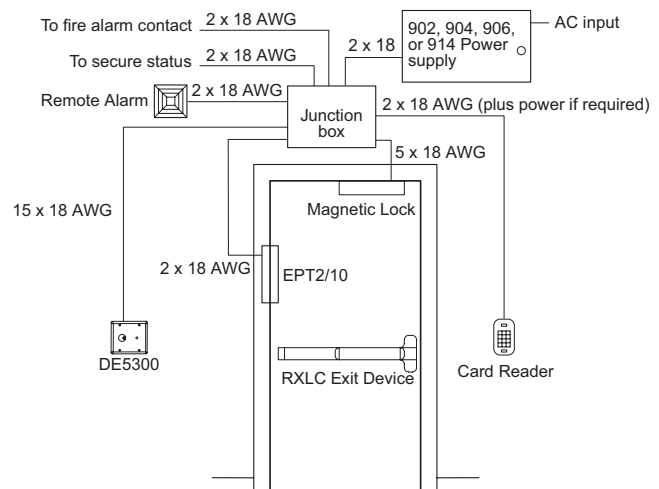 To fire alarm contact
2 x 18 AWG
902, 904, 906,
or 914 Power
supply
AC input
To secure status
2 x 18 AWG
2 x 18
Remote Alarm
2 x 18 AWG
Junction
box
2 x 18 AWG (plus power if required)
5 x 18 AWG
15 x 18 AWG
Magnetic Lock
2 x 18 AWG
EPT2/10
DE5300
RXLC Exit Device
Card Reader